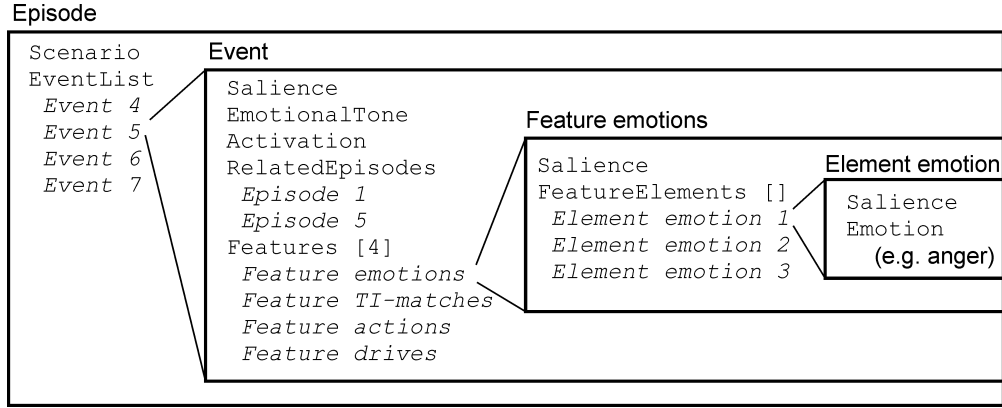 Episode
Scenario
EventList
Event 4
Event 5
Event 6
Event 7
Event
Salience
EmotionalTone
Activation
RelatedEpisodes
Episode 1
Episode 5
Features [4]
Feature emotions
Feature TI-matches
Feature actions
Feature drives
Feature emotions
Salience
FeatureElements []
Element emotion 1
Element emotion 2
Element emotion 3
Element emotion
Salience
Emotion
(e.g. anger)